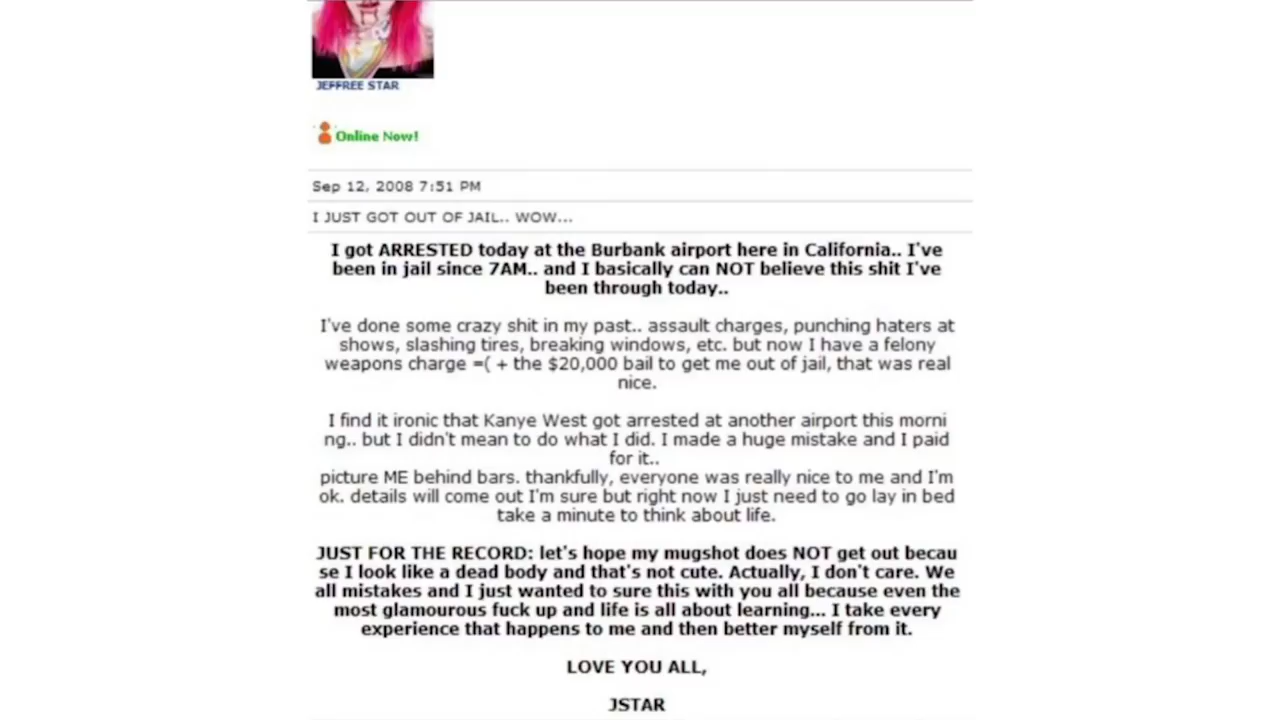 JEFFREE STAR
Online Now!
Sep 12, 2008 7:51 PM
I JUST GOT OUT OF JAIL.. WOW...
I got ARRESTED today at the Burbank airport here in California.. I've
been in jail since 7AM.. and I basically can NOT believe this shit I've
been through today..
I've done some crazy shit in my past.. assault charges, punching haters at
shows, slashing tires, breaking windows, etc. but now I have a felony
weapons charge =( + the $20,000 bail to get me out of jail, that was real
nice.
I find it ironic that Kanye West got arrested at another airport this morni
ng.. but I didn't mean to do what I did. I made a huge mistake and I paid
for it..
picture ME behind bars. thankfully, everyone was really nice to me and I'm
ok. details will come out I'm sure but right now I just need to go lay in bed
take a minute to think about life.
JUST FOR THE RECORD: let's hope my mugshot does NOT get out becau
se I look like a dead body and that's not cute. Actually, I don't care. We
all mistakes and I just wanted to sure this with you all because even the
most glamourous fuck up and life is all about learning... I take every
experience that happens to me and then better myself from it.
LOVE YOU ALL,
JSTAR